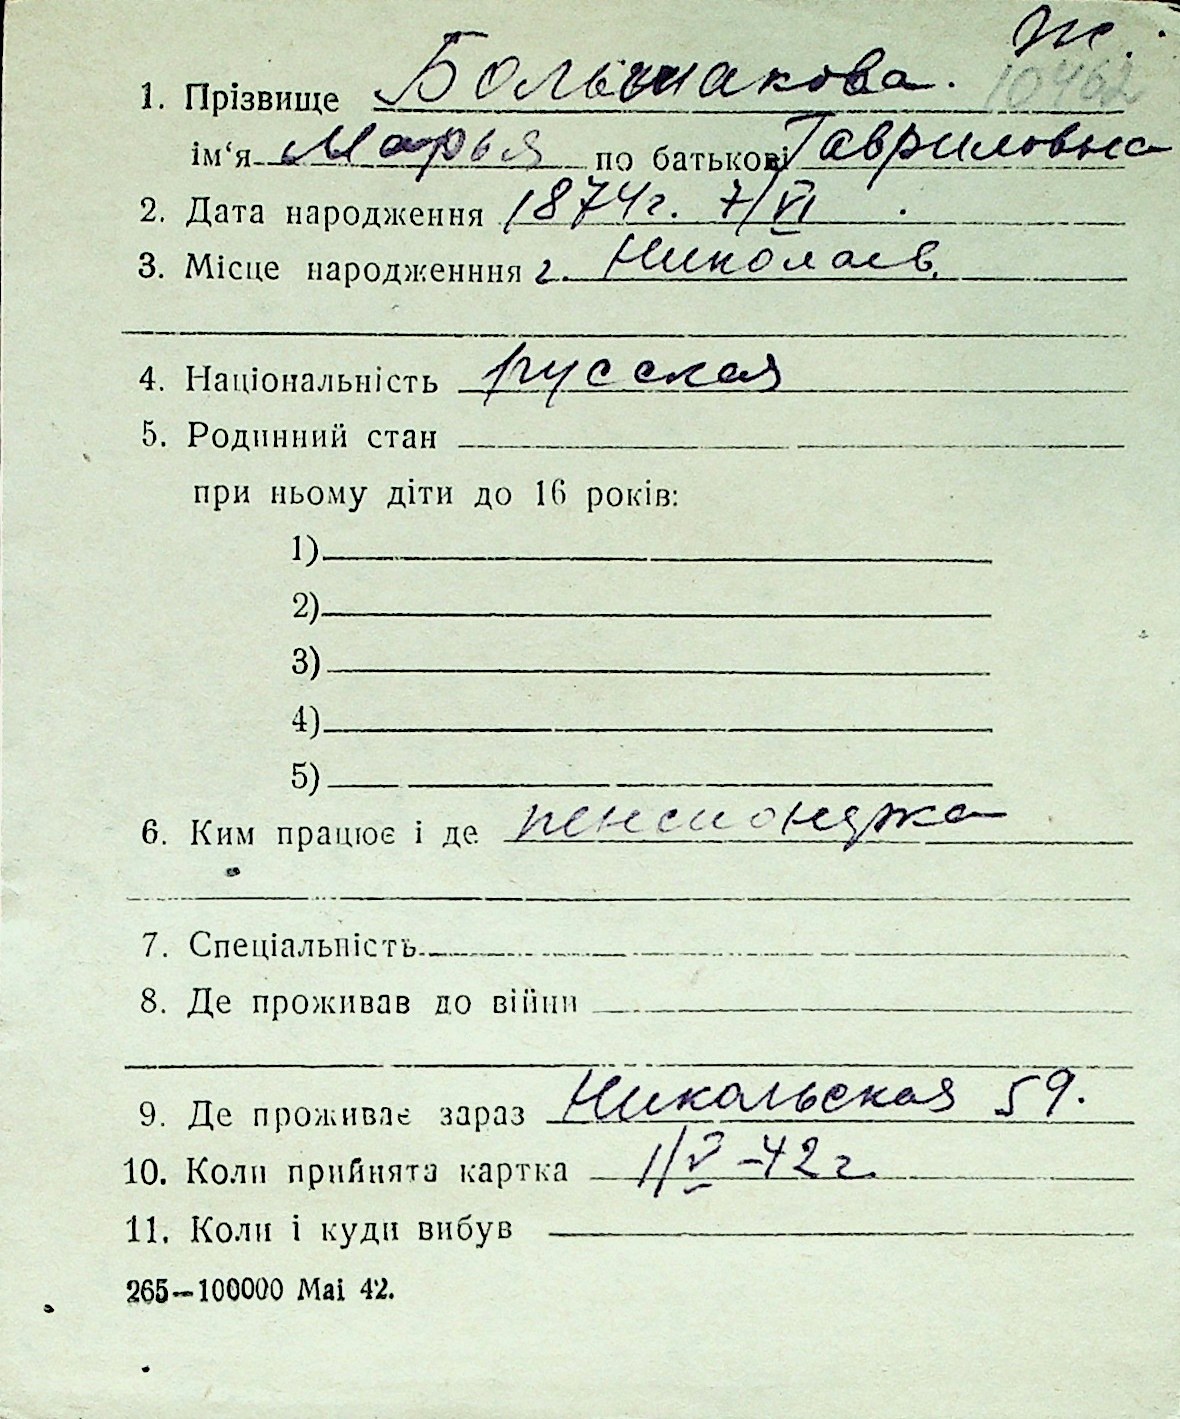 Ж.
1. Прізвище Большакова. 10462
ім‘я Марья по батькові Гавриловна
2. Дата народження 1874г. 7/VI
3. Місце народженння г. Николаев.
4. Національність русская
5. Родинний стан
при ньому діти до 16 років:
1)
2)
3)
4)
5)
6. Ким працює і де пенсионерка
7. Спеціальність
8. Де проживав до війни
9. Де проживає зараз Никольская 59.
10. Коли прийнята картка 1/V-42г.
11. Коли і куди вибув
265—100000 Mai 42.